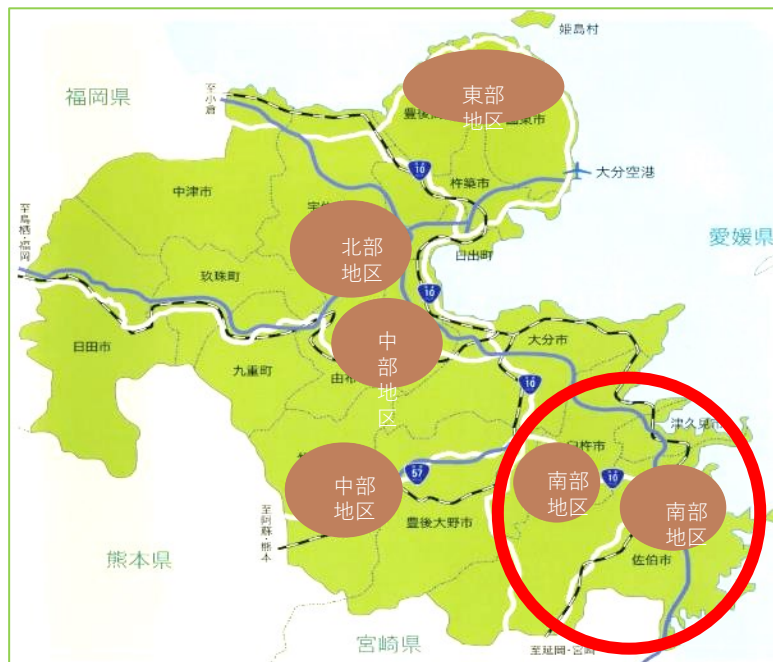 姫島村
福岡県
至小倉
東部
地区
豊後
国東市
10
杵築市
大分空港
中津市
至鳥栖・福岡
北部
地区
日出町
愛媛県
玖珠町
10
中
部
地
区
大分市
日田市
九重町
由布
10
津久見市
臼杵市
中部
地区
57
南部
地区
10
南部
地区
豊後大野市
至阿蘇・熊本
佐伯市
熊本県
宮崎県
至延岡・宮崎